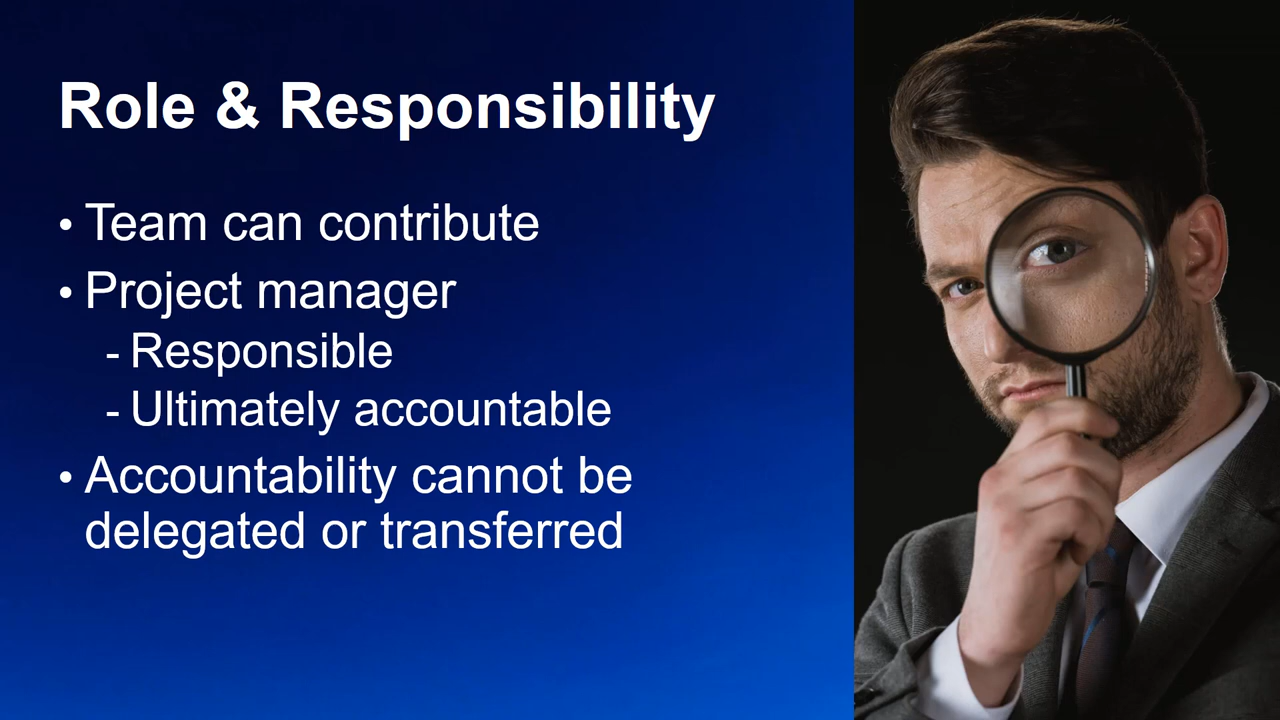 Role & Responsibility
• Team can contribute
• Project manager
- Responsible
- Ultimately accountable
• Accountability cannot be
delegated or transferred